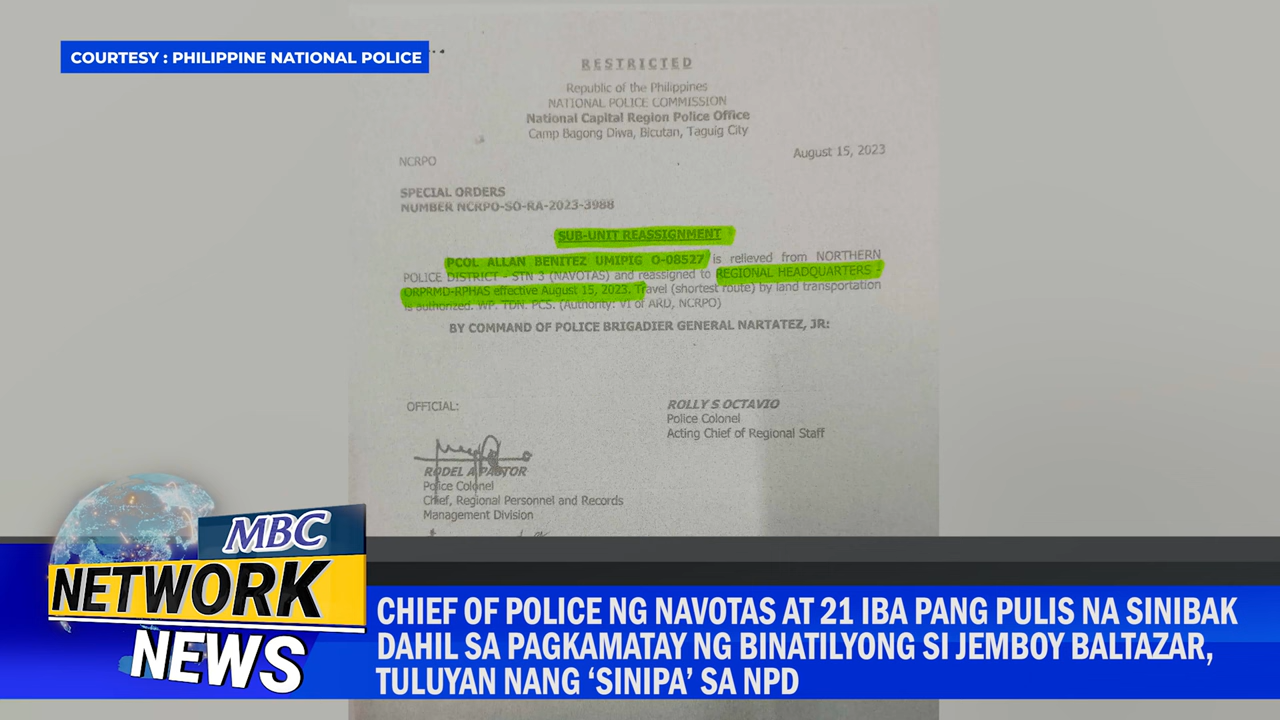 COURTESY : PHILIPPINE NATIONAL POLICE
RESTRICTED
Republic of the Philippines
NATIONAL POLICE COMMISSION
National Capital Region Police Office
Camp Bagong Diwa, Bicutan, Taguig City
NCRPO
August 15, 2023
SPECIAL ORDERS
NUMBER NCRPO-SO-RA-2023-3988
SUB-UNIT REASSIGNMENT
PCOL ALLAN BENITEZ UMIPIG O-08527 is relieved from NORTHERN
POLICE DISTRICT - STN 3 (NAVOTAS) and reassigned to REGIONAL HEADQUARTERS -
ORPRMD-RPHAS effective August 15, 2023. Travel (shortest route) by land transportation
is authorized. WP. TDN. PCS. (Authority: VI of ARD, NCRPO)
BY COMMAND OF POLICE BRIGADIER GENERAL NARTATEZ, JR:
OFFICIAL:
ROLLY S OCTAVIO
Police Colonel
Acting Chief of Regional Staff
RODEL A PASTOR
Police Colonel
Chief, Regional Personnel and Records
Management Division
MBC
NETWORK
NEWS
CHIEF OF POLICE NG NAVOTAS AT 21 IBA PANG PULIS NA SINIBAK
DAHIL SA PAGKAMATAY NG BINATILYONG SI JEMBOY BALTAZAR,
TULUYAN NANG ‘SINIPA’ SA NPD